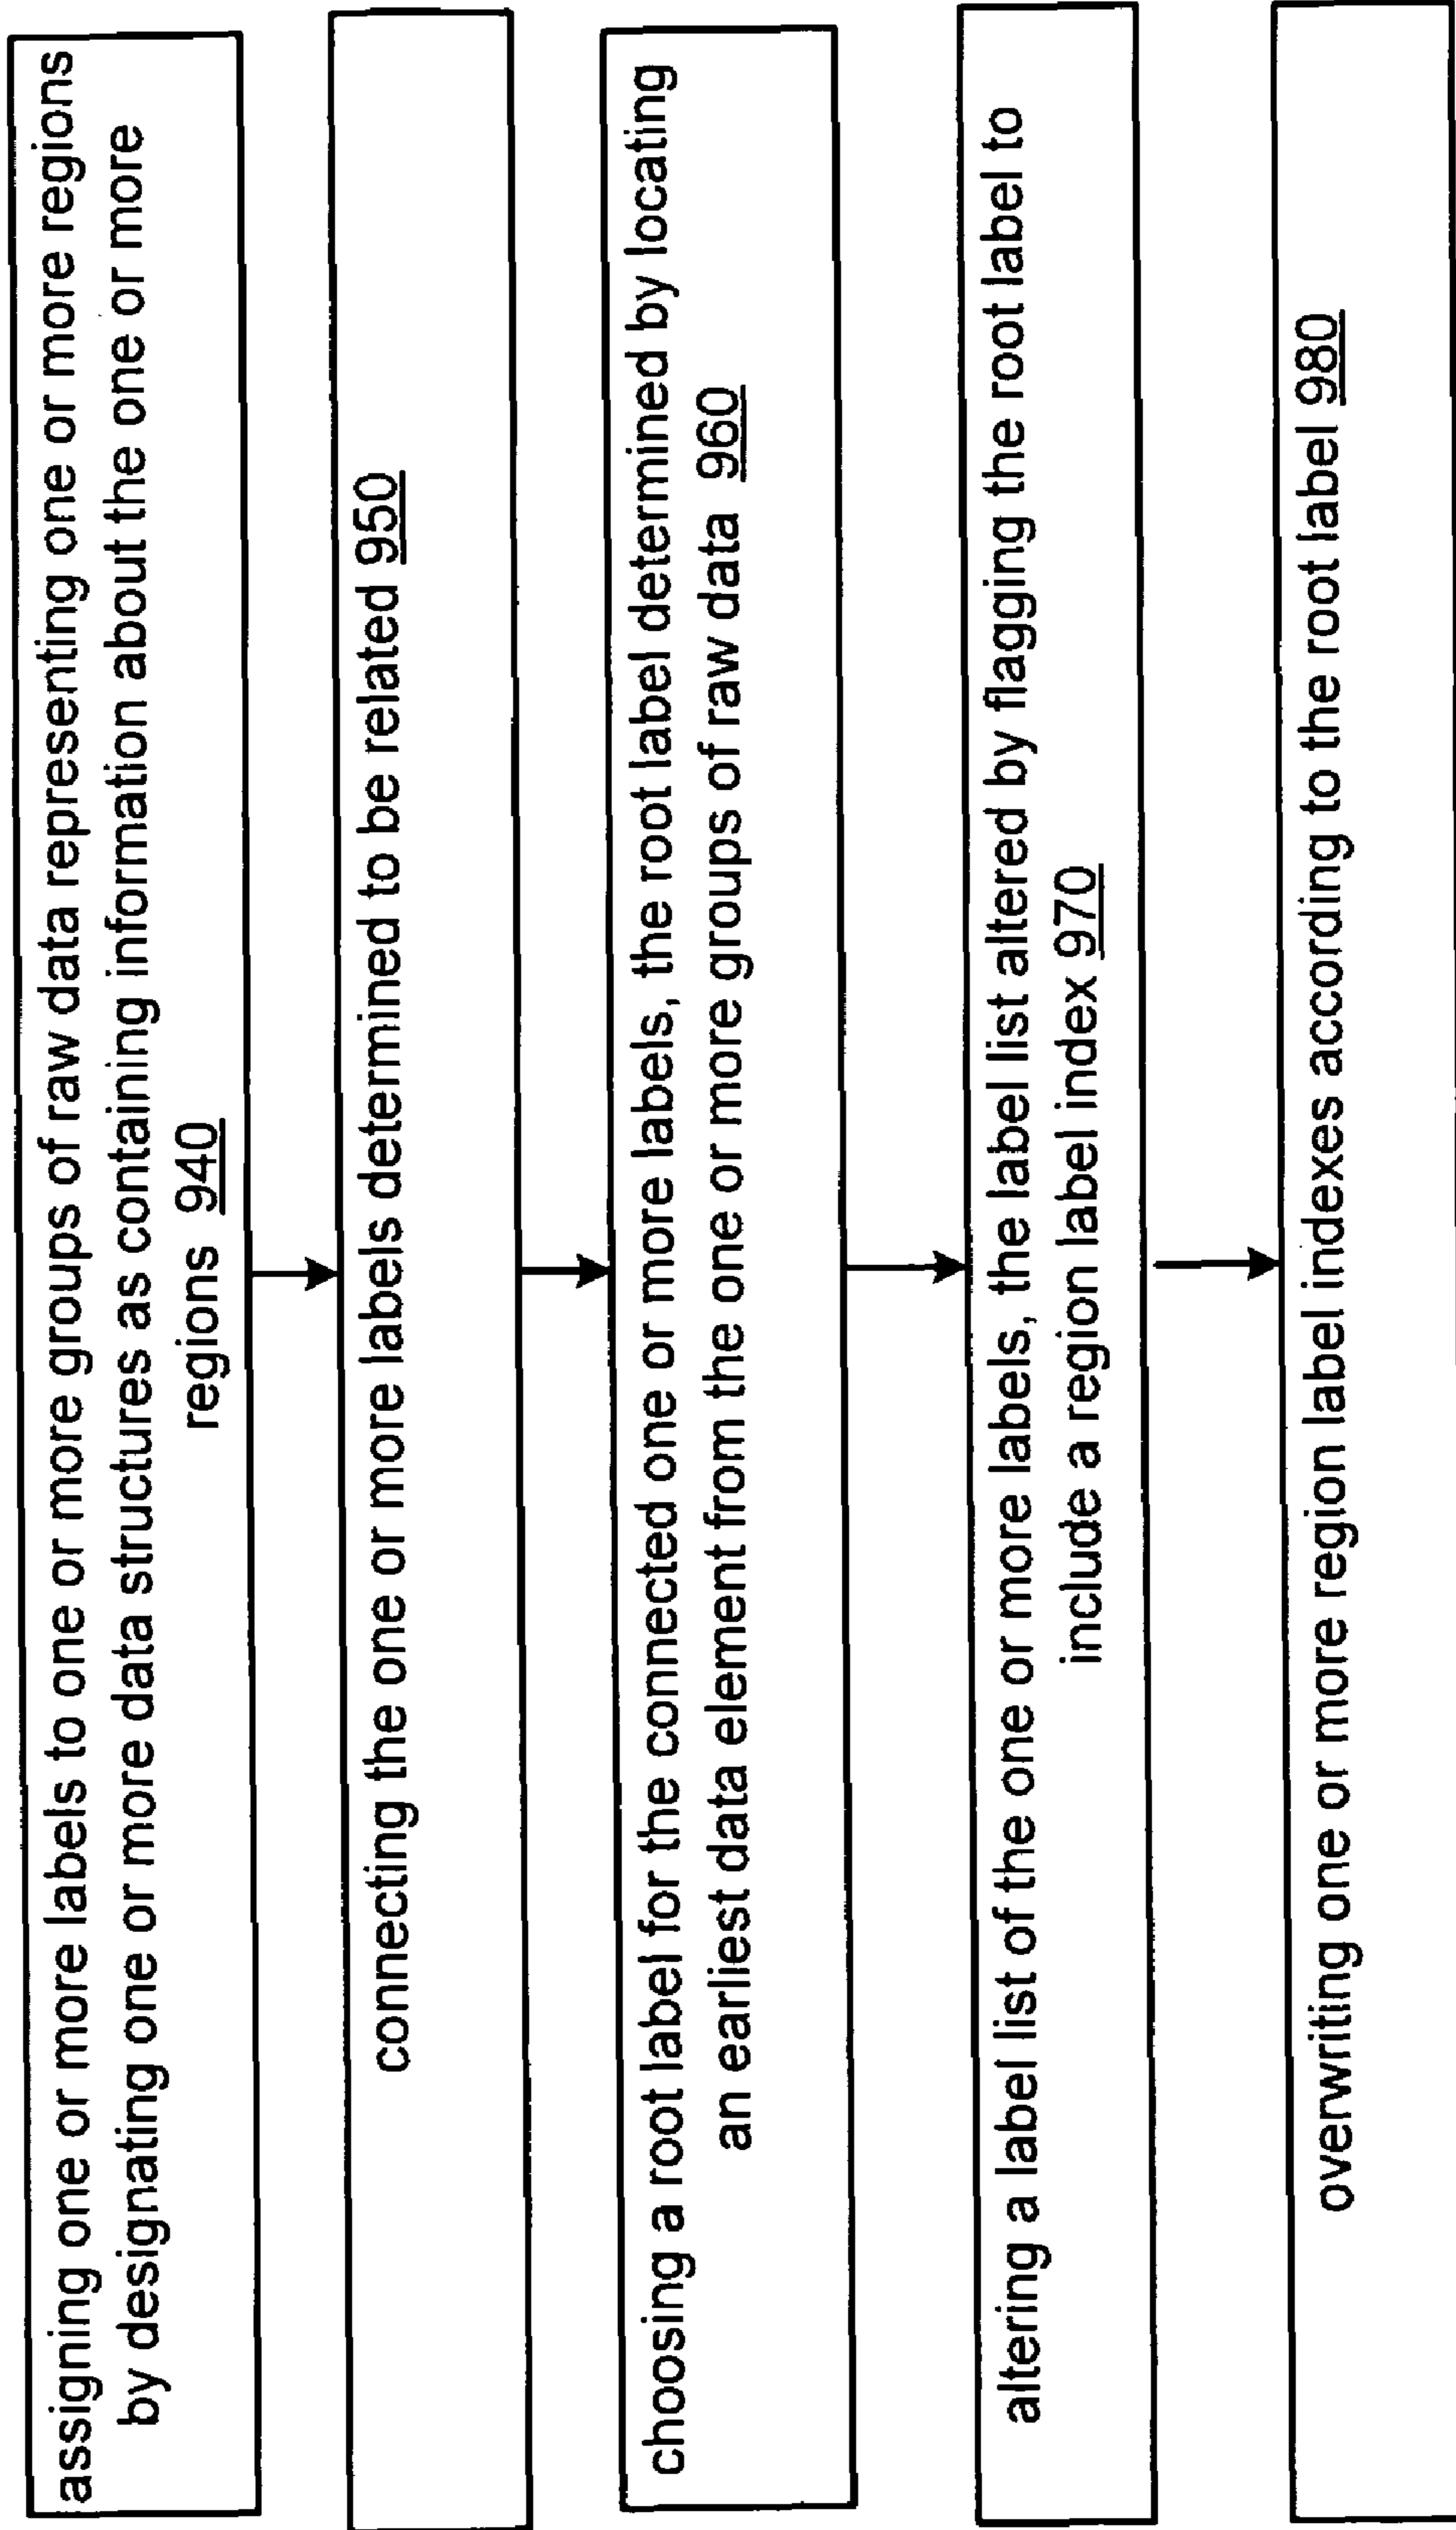 assigning one or more labels to one or more groups of raw data representing one or more regions
by designating one or more data structures as containing information about the one or more
regions 940
connecting the one or more labels determined to be related 950
choosing a root label for the connected one or more labels, the root label determined by locating
an earliest data element from the one or more groups of raw data 960
altering a label list of the one or more labels, the label list altered by flagging the root label to
include a region label index 970
overwriting one or more region label indexes according to the root label 980